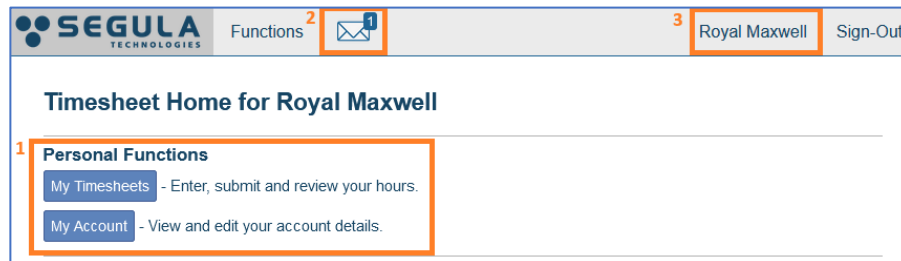 SEGULA
TECHNOLOGIES
Functions 2 1 3 Royal Maxwell Sign-Out
Timesheet Home for Royal Maxwell
1 Personal Functions
My Timesheets - Enter, submit and review your hours.
My Account - View and edit your account details.